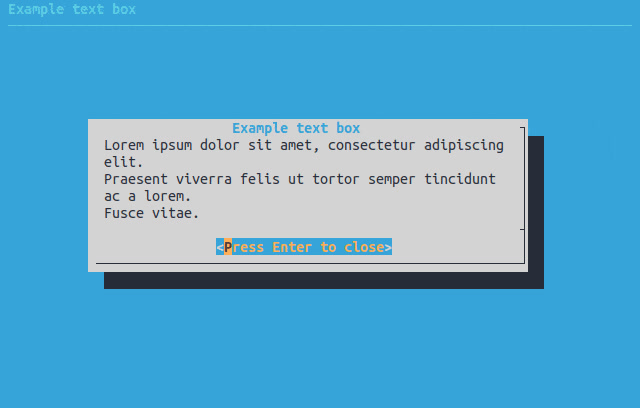 Example text box
Example text box
Lorem ipsum dolor sit amet, consectetur adipiscing
elit.
Praesent viverra felis ut tortor semper tincidunt
ac a lorem.
Fusce vitae.
<Press Enter to close>